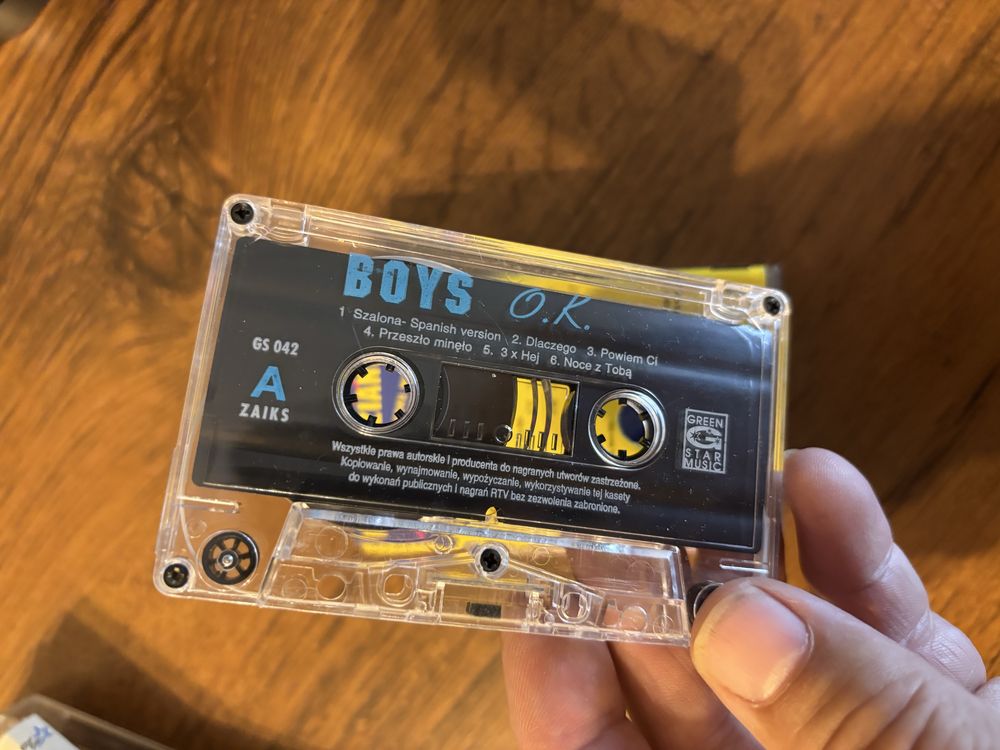 BOYS O.K.
1 Szalona- Spanish version 2. Dlaczego 3. Powiem Ci
4. Przeszło minęło 5. 3 x Hej 6. Noce z Tobą
GS 042
A
ZAIKS
GREEN
STAR
MUSIC
Wszystkie prawa autorskie i producenta do nagranych utworów zastrzeżone.
Kopiowanie, wynajmowanie, wypożyczanie, wykorzystywanie tej kasety
do wykonań publicznych i nagrań RTV bez zezwolenia zabronione.